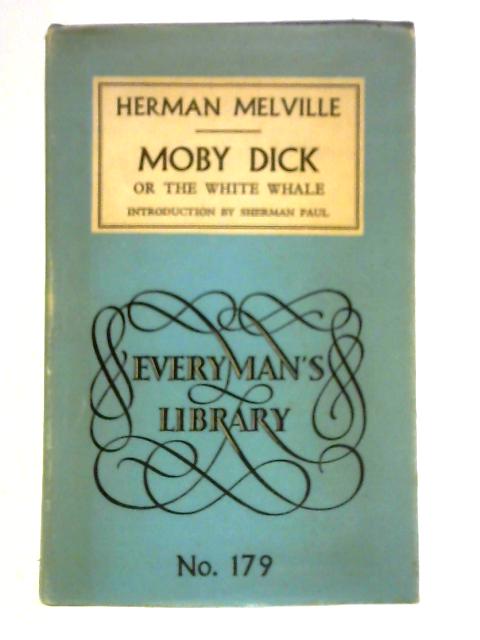 HERMAN MELVILLE
MOBY DICK
OR THE WHITE WHALE
INTRODUCTION BY SHERMAN PAUL
EVERYMAN'S
LIBRARY
No. 179